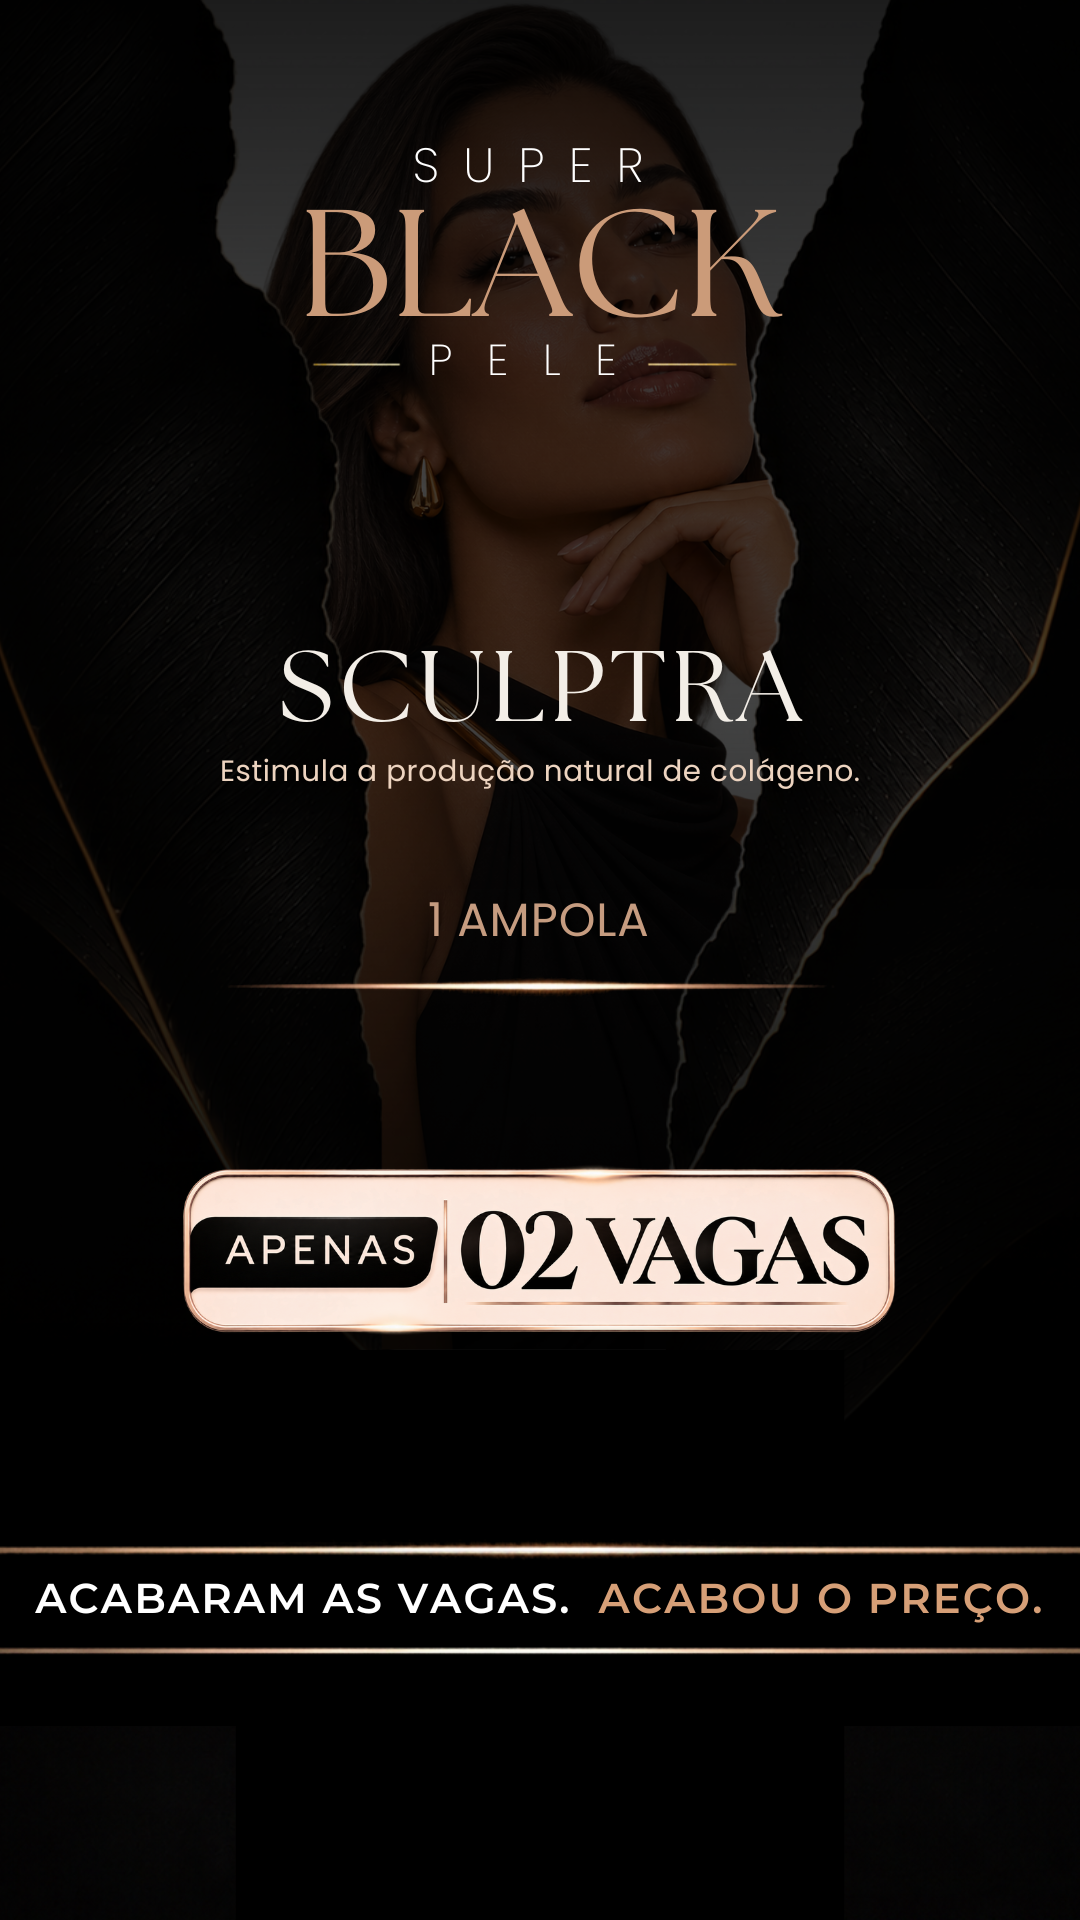 SUPER
BLACK
PELE
SCULPTRA
Estimula a produção natural de colágeno.
1 AMPOLA
APENAS 02 VAGAS
ACABARAM AS VAGAS. ACABOU O PREÇO.